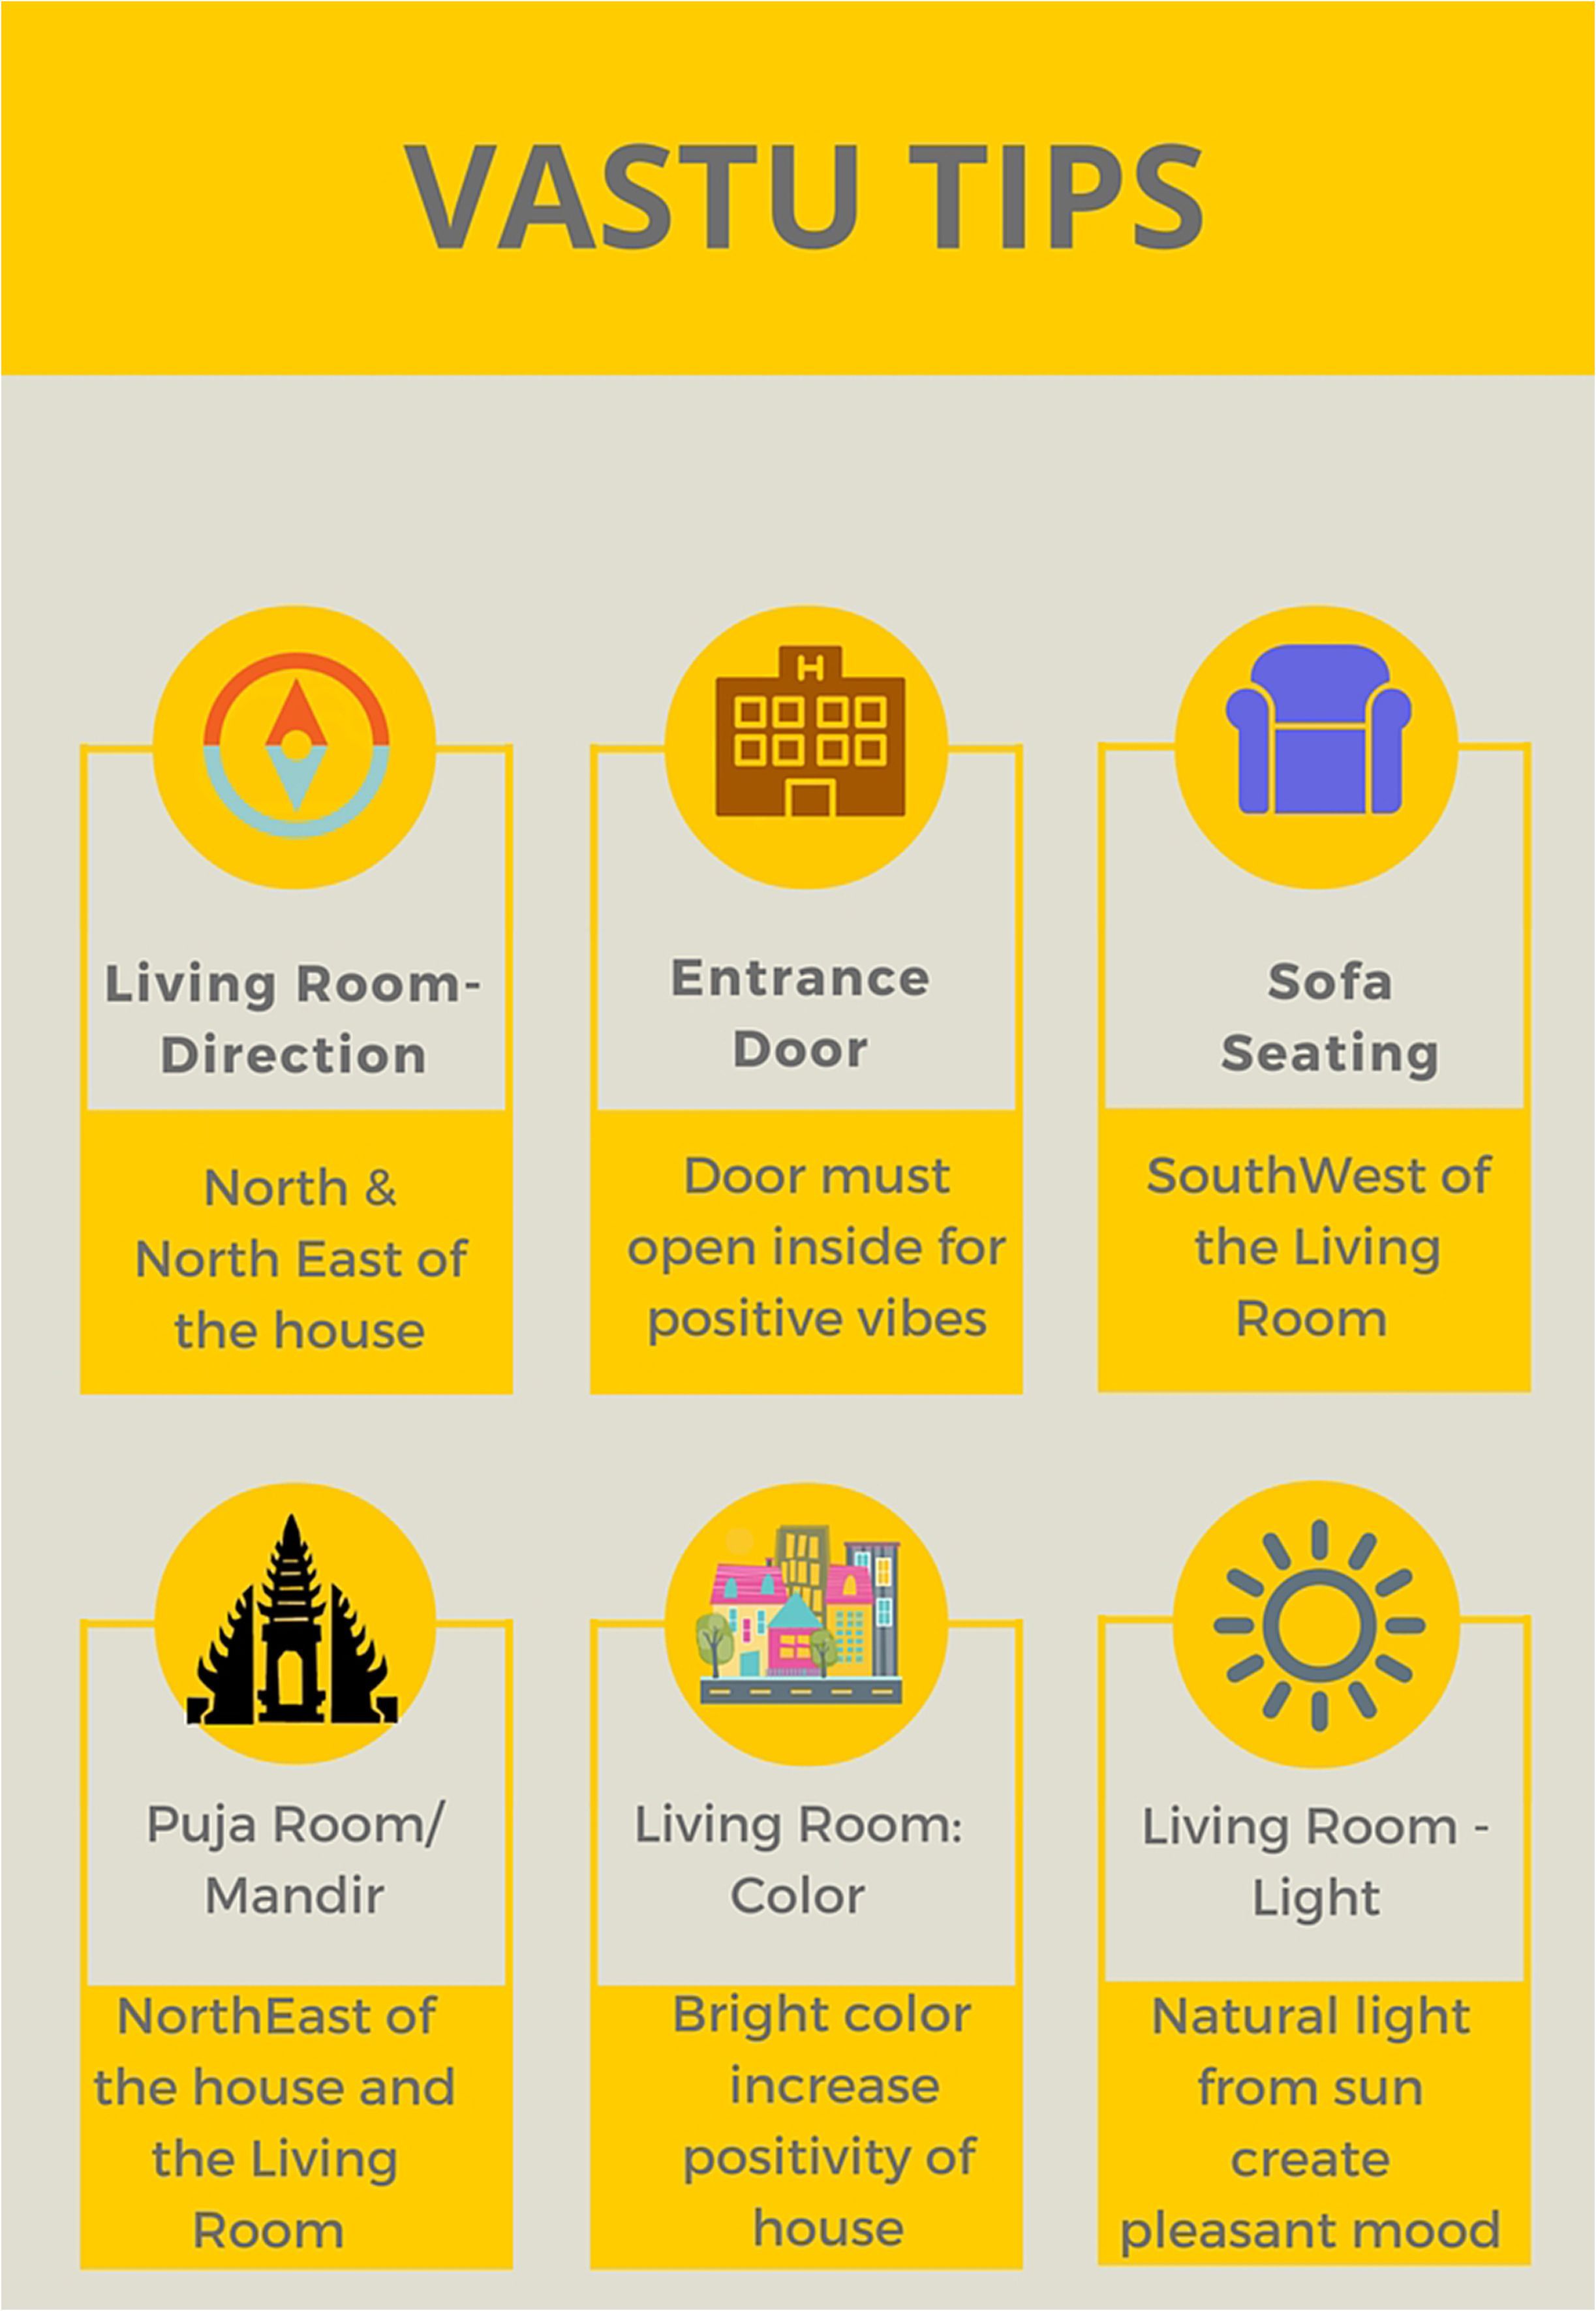 VASTU TIPS
H
Living Room-
Direction
North &
North East of
the house
Entrance
Door
Door must
open inside for
positive vibes
Sofa
Seating
SouthWest of
the Living
Room
Puja Room/
Mandir
NorthEast of
the house and
the Living
Room
Living Room:
Color
Bright color
increase
positivity of
house
Living Room -
Light
Natural light
from sun
create
pleasant mood